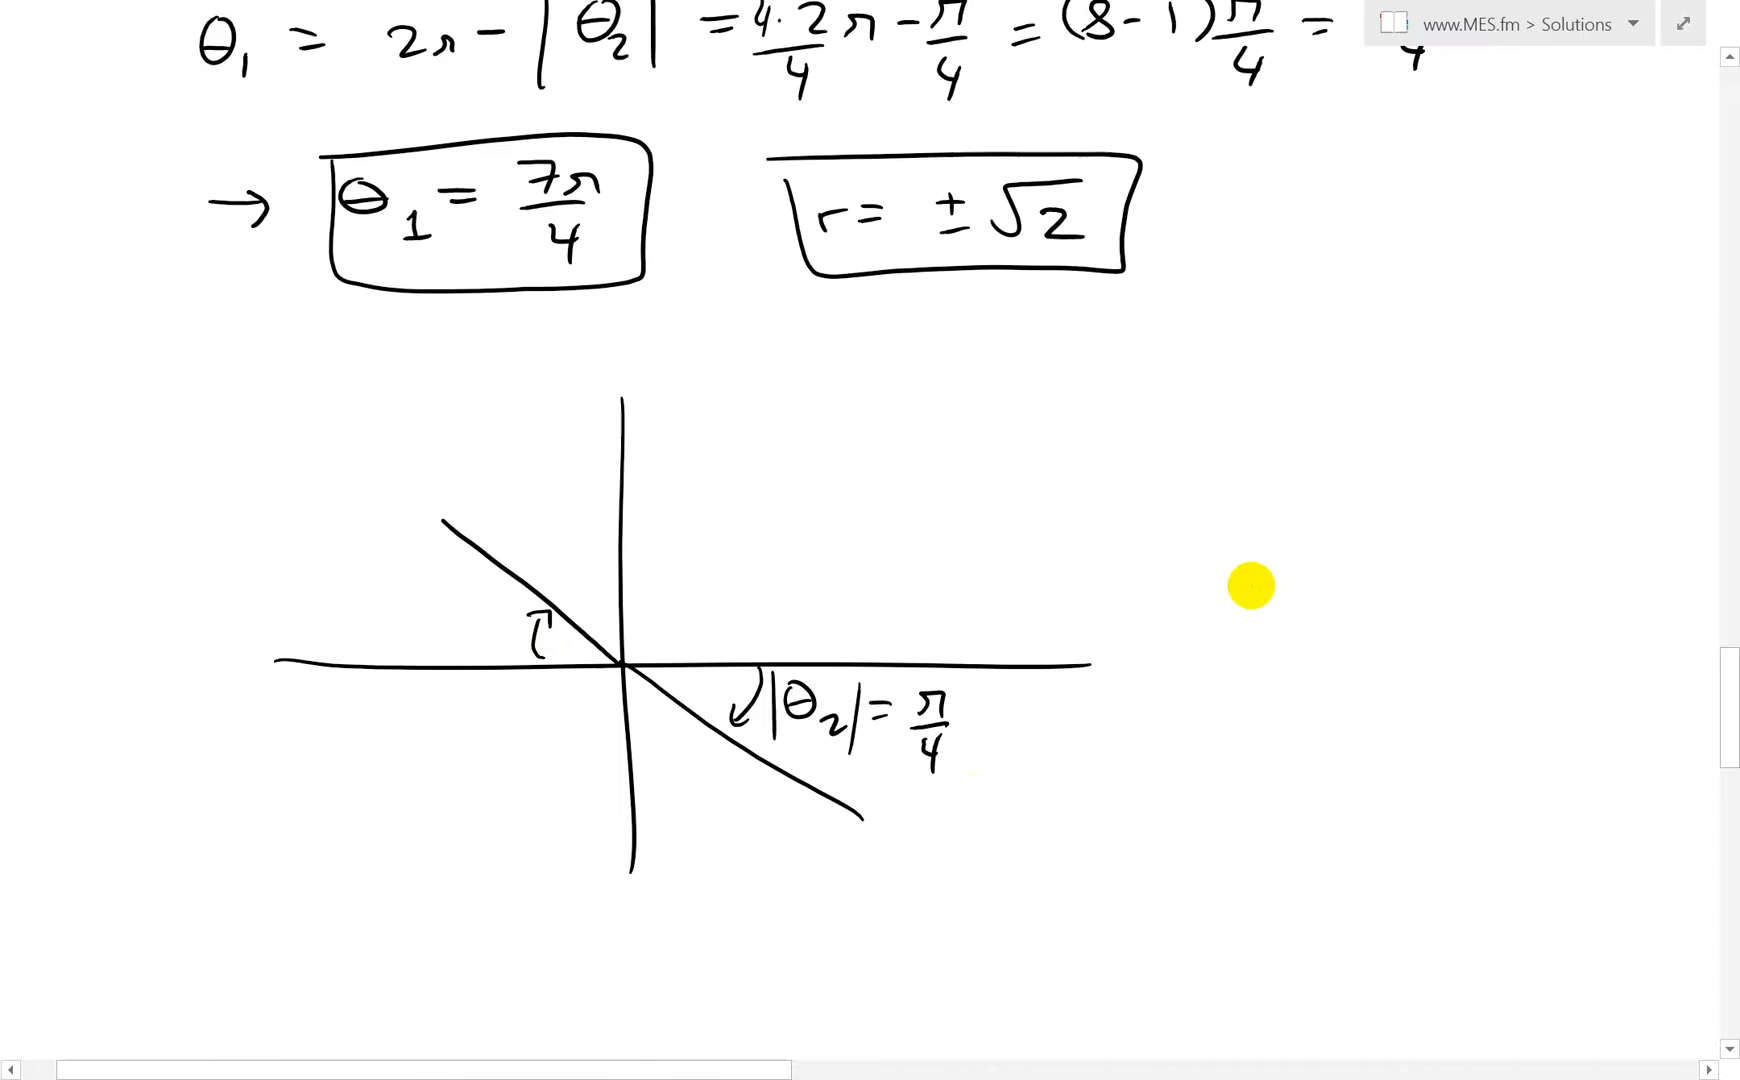 www.MES.fm > Solutions
θ₁ = 2π - |θ₂| = 4·2/4 π - π/4 = (8-1)π/4 =
→ θ₁ = 7π/4 r = ±√2
|θ₂| = π/4